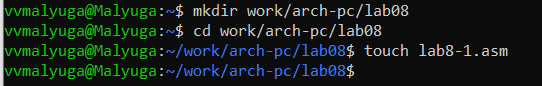 vvmalyuga@Malyuga:~$ mkdir work/arch-pc/lab08
vvmalyuga@Malyuga:~$ cd work/arch-pc/lab08
vvmalyuga@Malyuga:~/work/arch-pc/lab08$ touch lab8-1.asm
vvmalyuga@Malyuga:~/work/arch-pc/lab08$